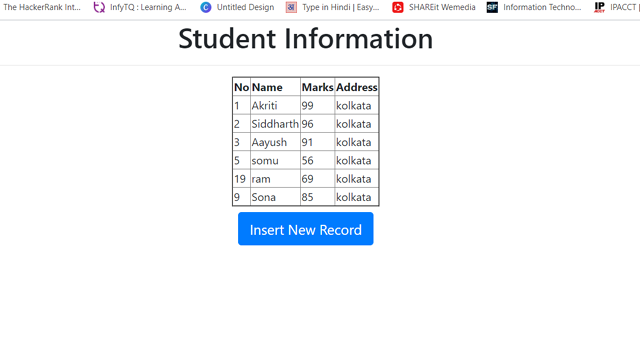 The HackerRank Int... InfyTQ : Learning A... Untitled Design Type in Hindi | Easy... SHAREit Wemedia SF Information Techno... IP IPACCT |
Student Information
No Name Marks Address
1 Akriti 99 kolkata
2 Siddharth 96 kolkata
3 Aayush 91 kolkata
5 somu 56 kolkata
19 ram 69 kolkata
9 Sona 85 kolkata
Insert New Record